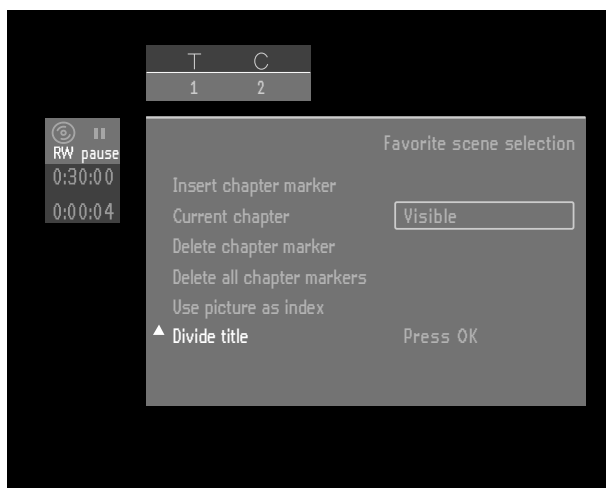 T C
1 2
RW pause
0:30:00
0:00:04
Favorite scene selection
Insert chapter marker
Current chapter Visible
Delete chapter marker
Delete all chapter markers
Use picture as index
Divide title Press OK